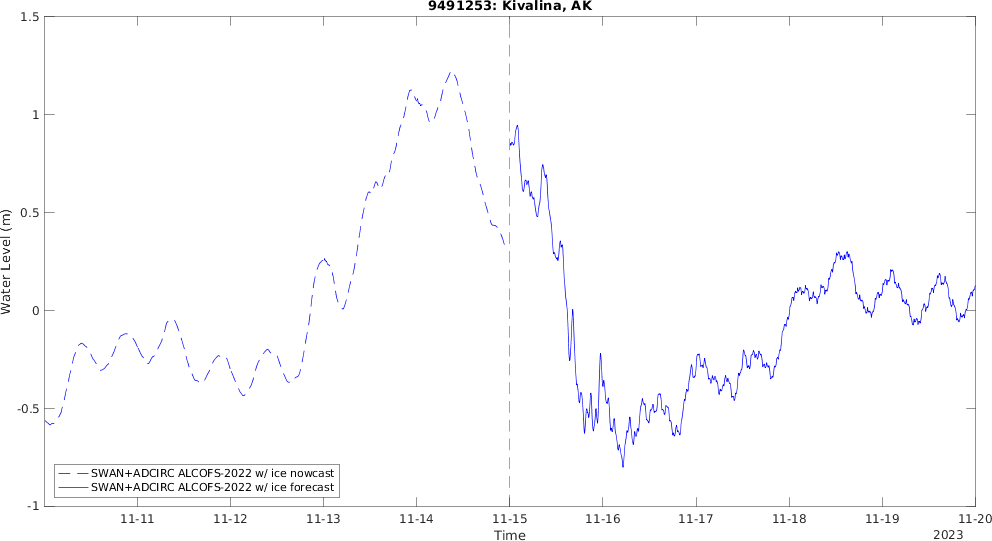 9491253: Kivalina, AK
1.5
1
0.5
0
-0.5
-1
Water Level (m)
SWAN+ADCIRC ALCOFS-2022 w/ ice nowcast
SWAN+ADCIRC ALCOFS-2022 w/ ice forecast
11-11 11-12 11-13 11-14 11-15 11-16 11-17 11-18 11-19 11-20
Time
2023